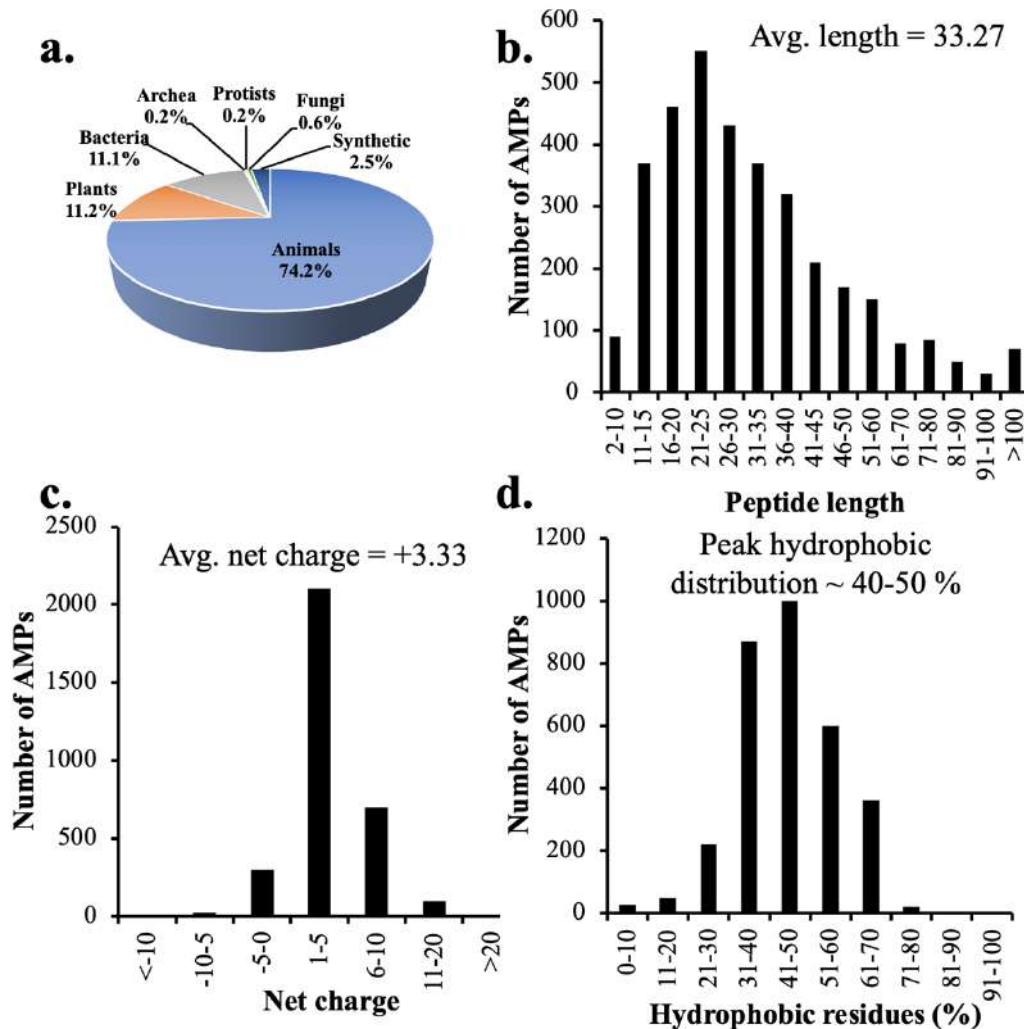 a.
Archea
0.2%
Protists
0.2%
Fungi
0.6%
Synthetic
2.5%
Bacteria
11.1%
Plants
11.2%
Animals
74.2%
b.
Avg. length = 33.27
Number of AMPs
600
500
400
300
200
100
0
2-10
11-15
16-20
21-25
26-30
31-35
36-40
41-45
46-50
51-60
61-70
71-80
81-90
91-100
>100
Peptide length
c.
Avg. net charge = +3.33
Number of AMPs
2500
2000
1500
1000
500
0
<-10
-10-5
-5-0
1-5
6-10
11-20
>20
Net charge
d.
Peak hydrophobic
distribution ~ 40-50 %
Number of AMPs
1200
1000
800
600
400
200
0
0-10
11-20
21-30
31-40
41-50
51-60
61-70
71-80
81-90
91-100
Hydrophobic residues (%)